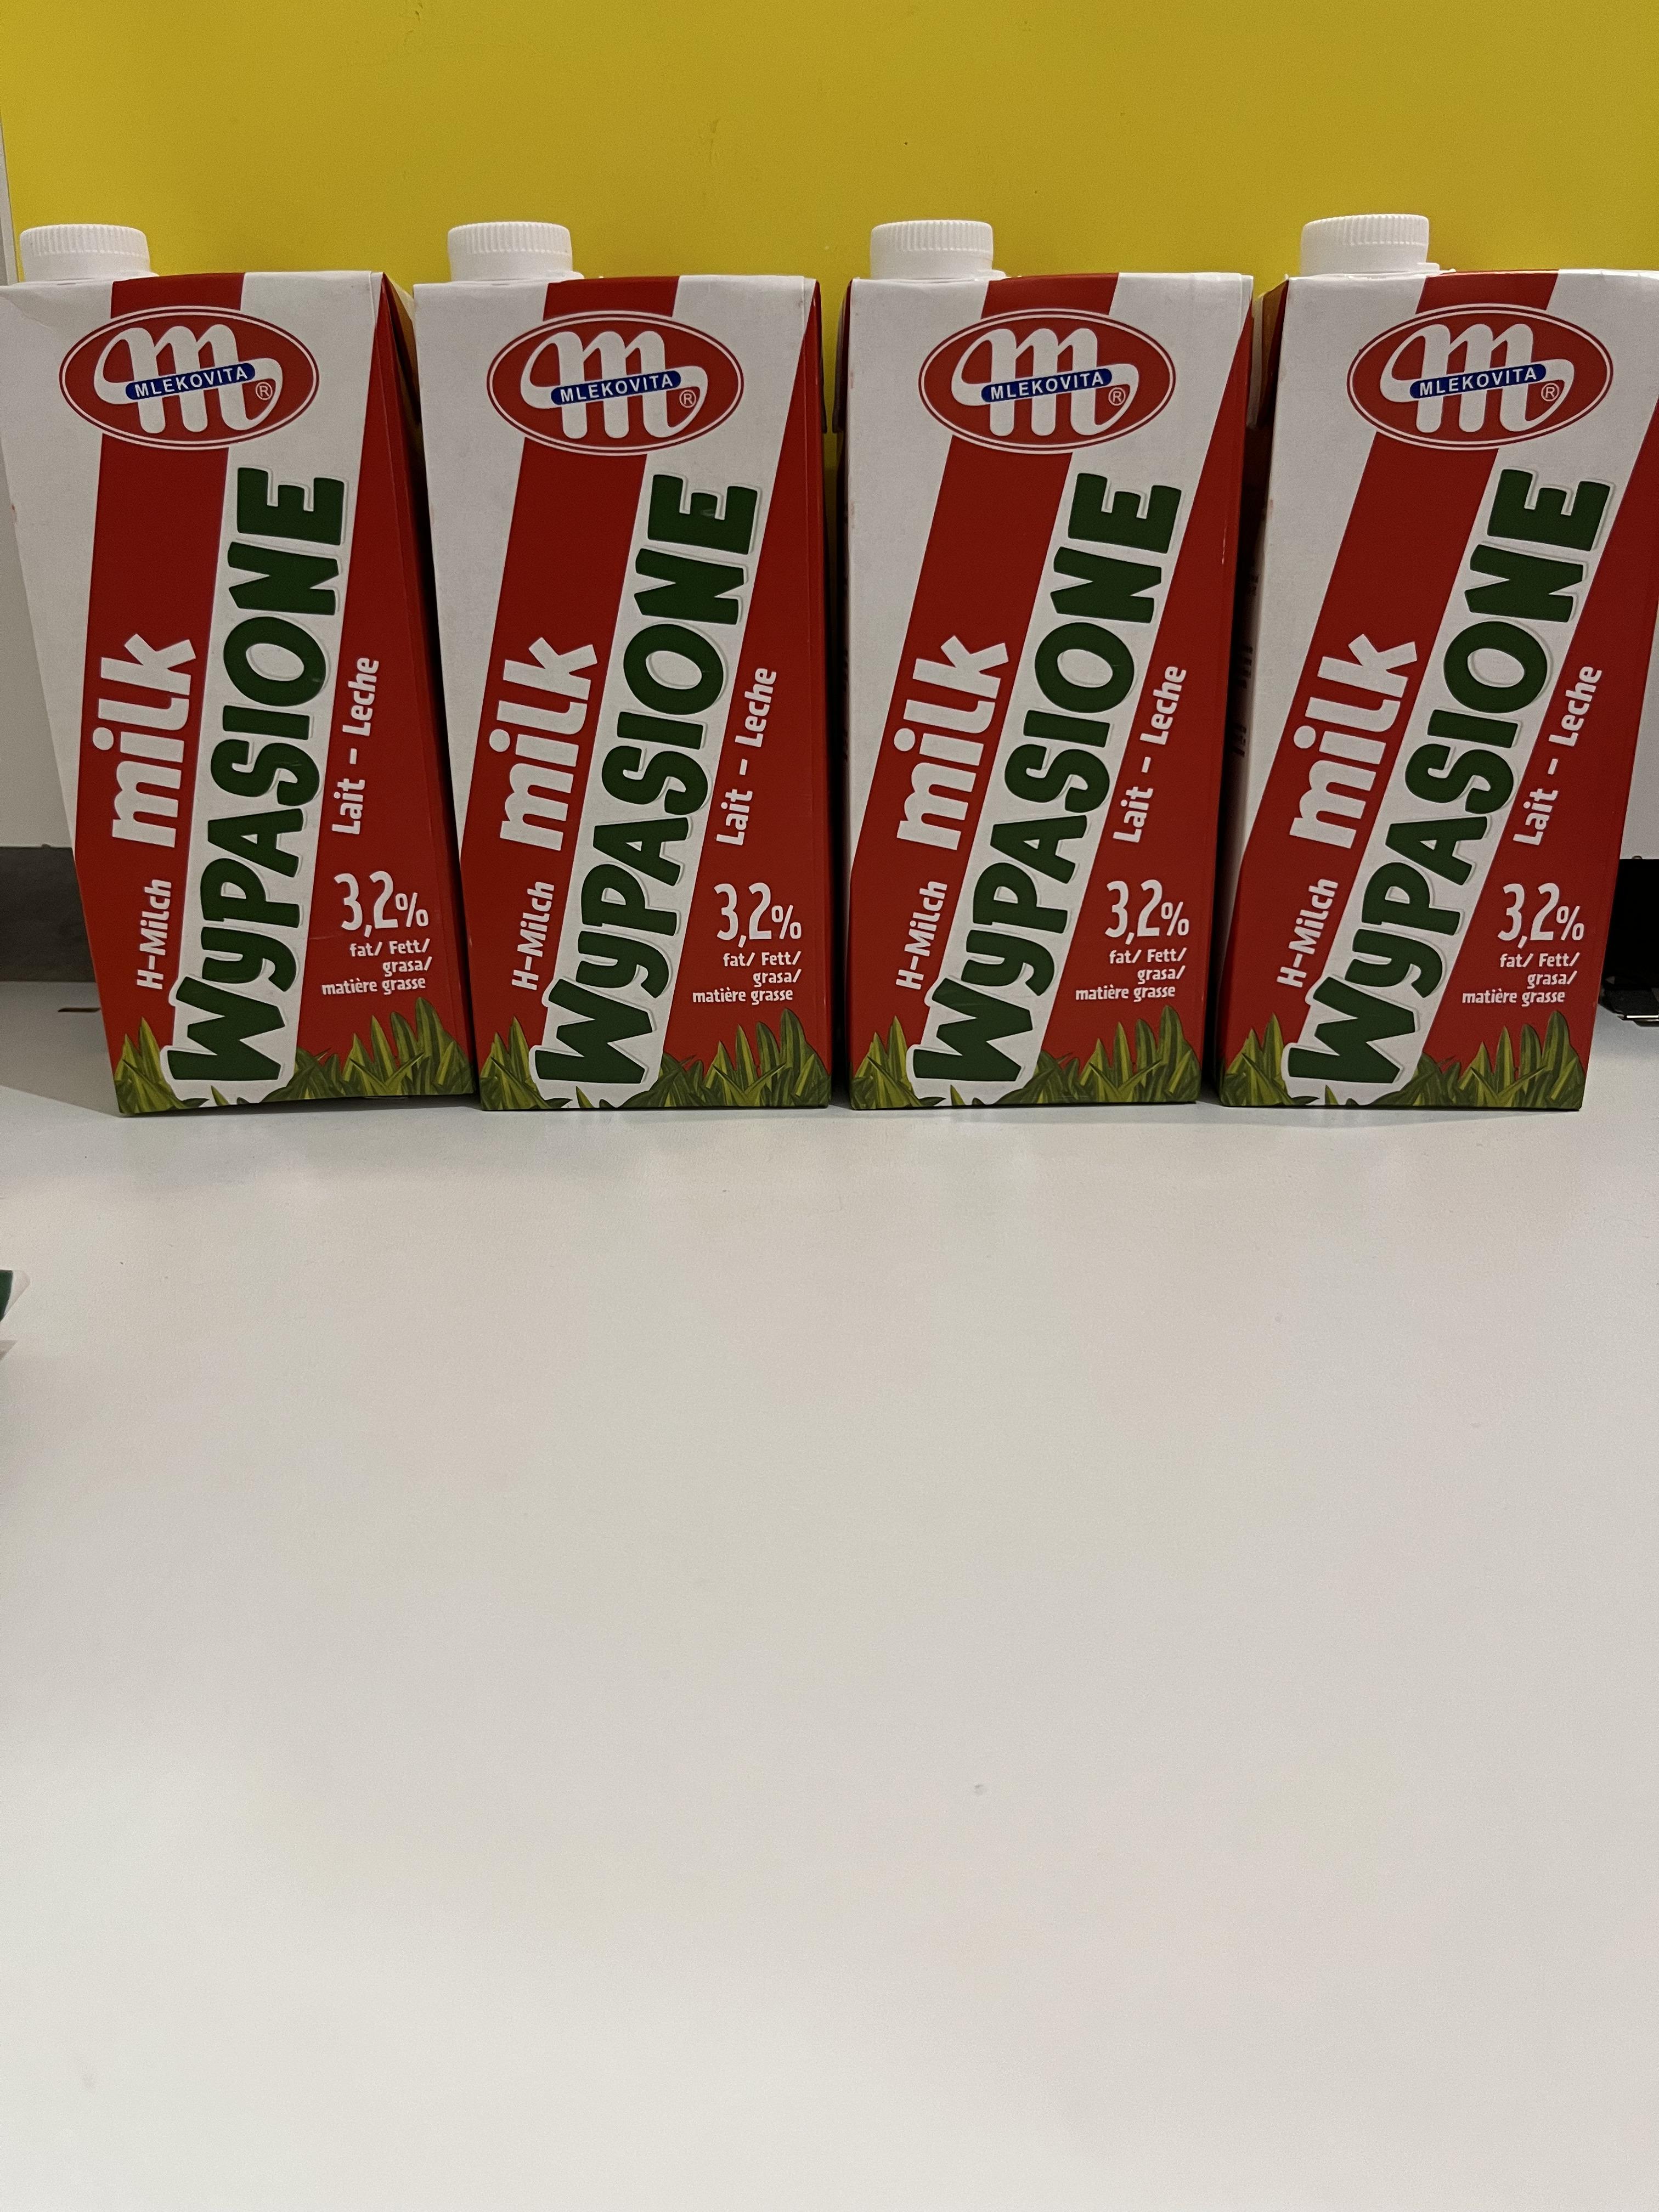 MLEKOVITA ®
milk
H-Milch
WyPASIONE
Lait – Leche
3,2%
fat/ Fett/
grasa/
matière grasse
MLEKOVITA ®
milk
H-Milch
WyPASIONE
Lait – Leche
3,2%
fat/ Fett/
grasa/
matière grasse
MLEKOVITA ®
milk
H-Milch
WyPASIONE
Lait – Leche
3,2%
fat/ Fett/
grasa/
matière grasse
MLEKOVITA ®
milk
H-Milch
WyPASIONE
Lait – Leche
3,2%
fat/ Fett/
grasa/
matière grasse